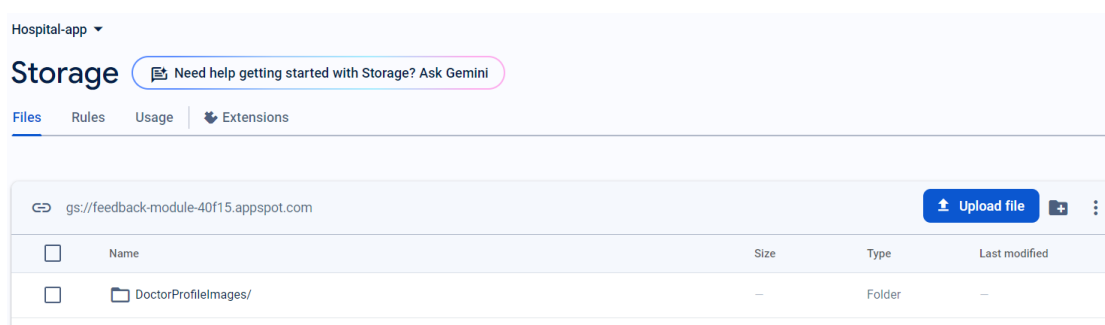 Hospital-app
Storage
Need help getting started with Storage? Ask Gemini
Files Rules Usage Extensions
gs://feedback-module-40f15.appspot.com Upload file
Name Size Type Last modified
DoctorProfileImages/ – Folder –